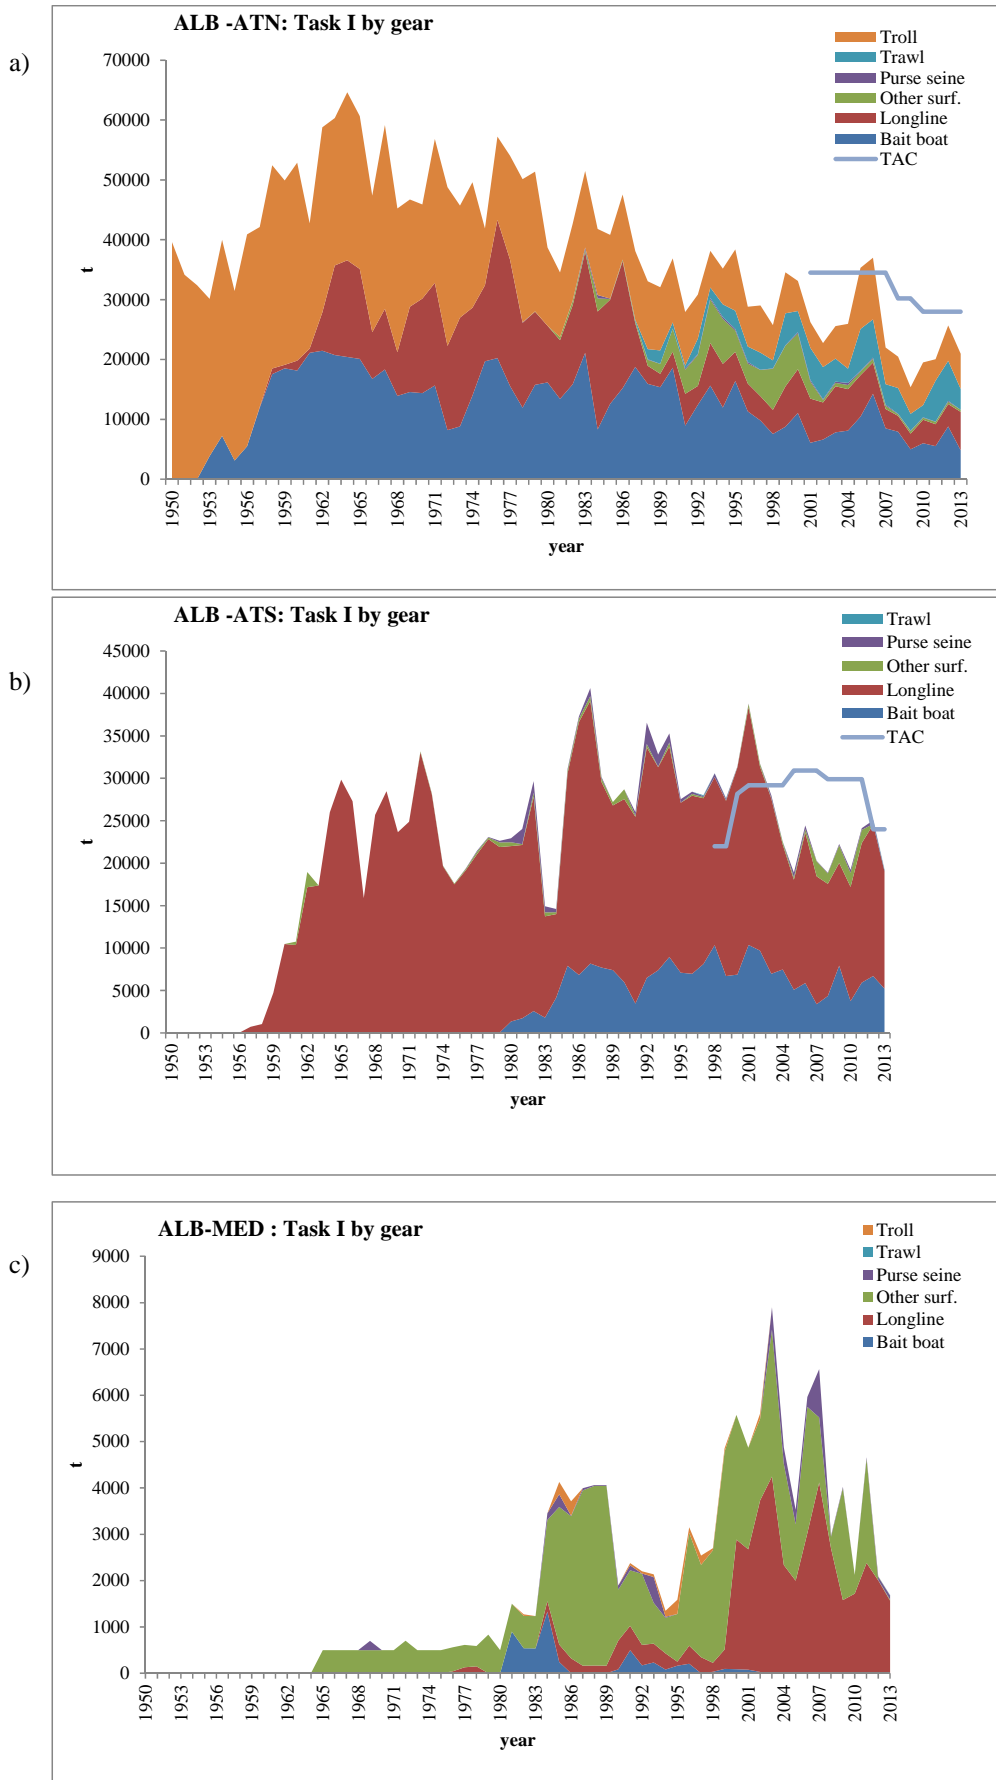 a)
ALB -ATN: Task I by gear
Troll
Trawl
Purse seine
Other surf.
Longline
Bait boat
TAC
70000
60000
50000
40000
30000
20000
10000
0
t
1950 1953 1956 1959 1962 1965 1968 1971 1974 1977 1980 1983 1986 1989 1992 1995 1998 2001 2004 2007 2010 2013
year
b)
ALB -ATS: Task I by gear
Trawl
Purse seine
Other surf.
Longline
Bait boat
TAC
45000
40000
35000
30000
25000
20000
15000
10000
5000
0
t
1950 1953 1956 1959 1962 1965 1968 1971 1974 1977 1980 1983 1986 1989 1992 1995 1998 2001 2004 2007 2010 2013
year
c)
ALB-MED : Task I by gear
Troll
Trawl
Purse seine
Other surf.
Longline
Bait boat
9000
8000
7000
6000
5000
4000
3000
2000
1000
0
t
1950 1953 1956 1959 1962 1965 1968 1971 1974 1977 1980 1983 1986 1989 1992 1995 1998 2001 2004 2007 2010 2013
year